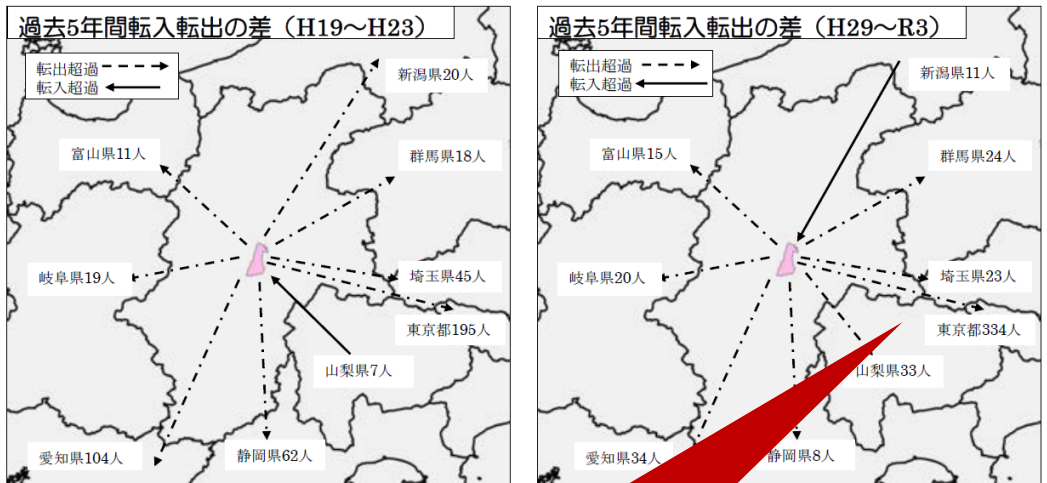 過去5年間転入転出の差（H19～H23）
転出超過
転入超過
新潟県20人
富山県11人
群馬県18人
岐阜県19人
埼玉県45人
東京都195人
山梨県7人
愛知県104人
静岡県62人
過去5年間転入転出の差（H29～R3）
転出超過
転入超過
新潟県11人
富山県15人
群馬県24人
岐阜県20人
埼玉県23人
東京都334人
山梨県33人
愛知県34人
静岡県8人